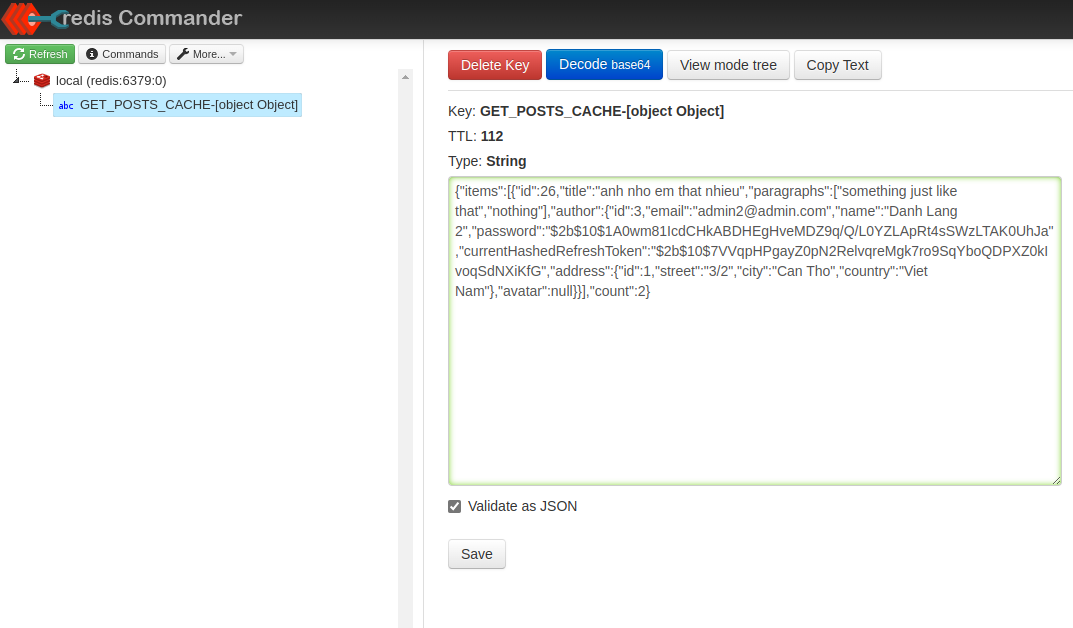 redis Commander
Refresh Commands More...
local (redis:6379:0)
abc GET_POSTS_CACHE-[object Object]
Delete Key Decode base64 View mode tree Copy Text
Key: GET_POSTS_CACHE-[object Object]
TTL: 112
Type: String
{"items":[{"id":26,"title":"anh nho em that nhieu","paragraphs":["something just like
that","nothing"],"author":{"id":3,"email":"admin2@admin.com","name":"Danh Lang
2","password":"$2b$10$1A0wm81IcdCHkABDHEgHveMDZ9q/Q/L0YZLApRt4sSWzLTAK0UhJa"
,"currentHashedRefreshToken":"$2b$10$7VVqpHPgayZ0pN2RelvqreMgk7ro9SqYboQDPXZ0kI
voqSdNXiKfG","address":{"id":1,"street":"3/2","city":"Can Tho","country":"Viet
Nam"},"avatar":null}}],"count":2}
Validate as JSON
Save